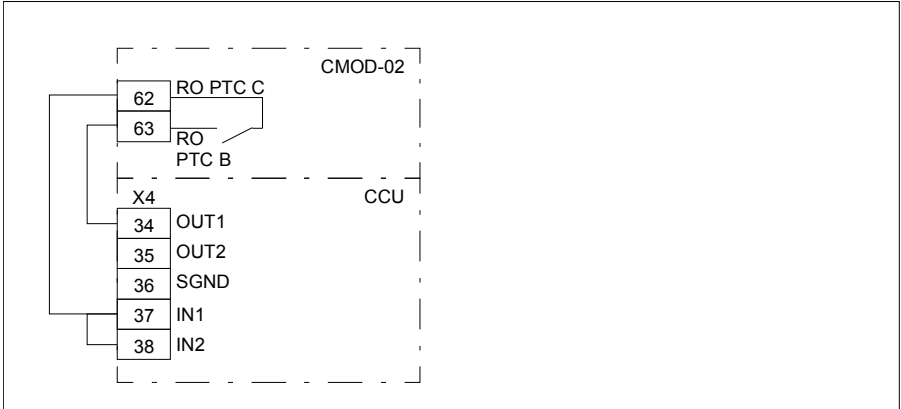 CMOD-02
62 RO PTC C
63 RO
PTC B
X4 CCU
34 OUT1
35 OUT2
36 SGND
37 IN1
38 IN2